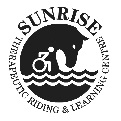 SUNRISE
THERAPEUTIC RIDING & LEARNING CENTRE